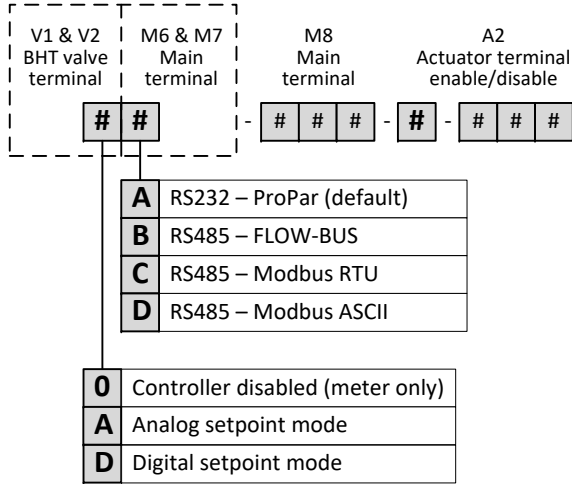 V1 & V2
BHT valve
terminal
M6 & M7
Main
terminal
M8
Main
terminal
A2
Actuator terminal
enable/disable
# # - # # # - # - # # #
A RS232 – ProPar (default)
B RS485 – FLOW-BUS
C RS485 – Modbus RTU
D RS485 – Modbus ASCII
0 Controller disabled (meter only)
A Analog setpoint mode
D Digital setpoint mode